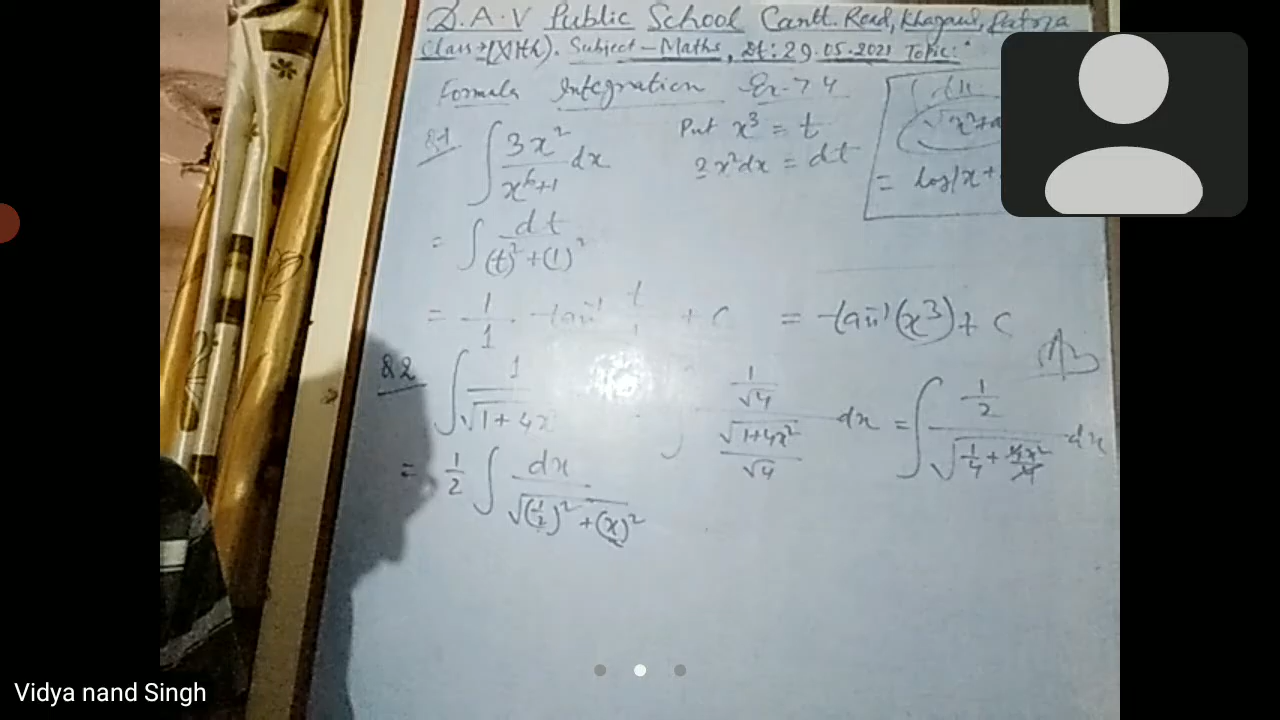 D.A.V Public School Cantt. Road, Khagaul, Patna
Class→(XIIth). Subject-Maths, Dt:29.05.2021 Topic:
Formula Integration Ex→7.4
Q1 ∫ 3x²/(x⁶+1) dx
Put x³ = t
3x²dx = dt
= log|x+
= ∫ dt/((t)²+(1)²)
= 1/1 . tan⁻¹ t/1 + C = tan⁻¹(x³)+C
Q2 ∫ 1/√(1+4x ∫ (1/√4)/(√(1+4x²)/√4) dx = ∫ (1/2)/√(1/4 + 4x²/4) dx
= 1/2 ∫ dx/√((1/2)²+(x)²)
Vidya nand Singh